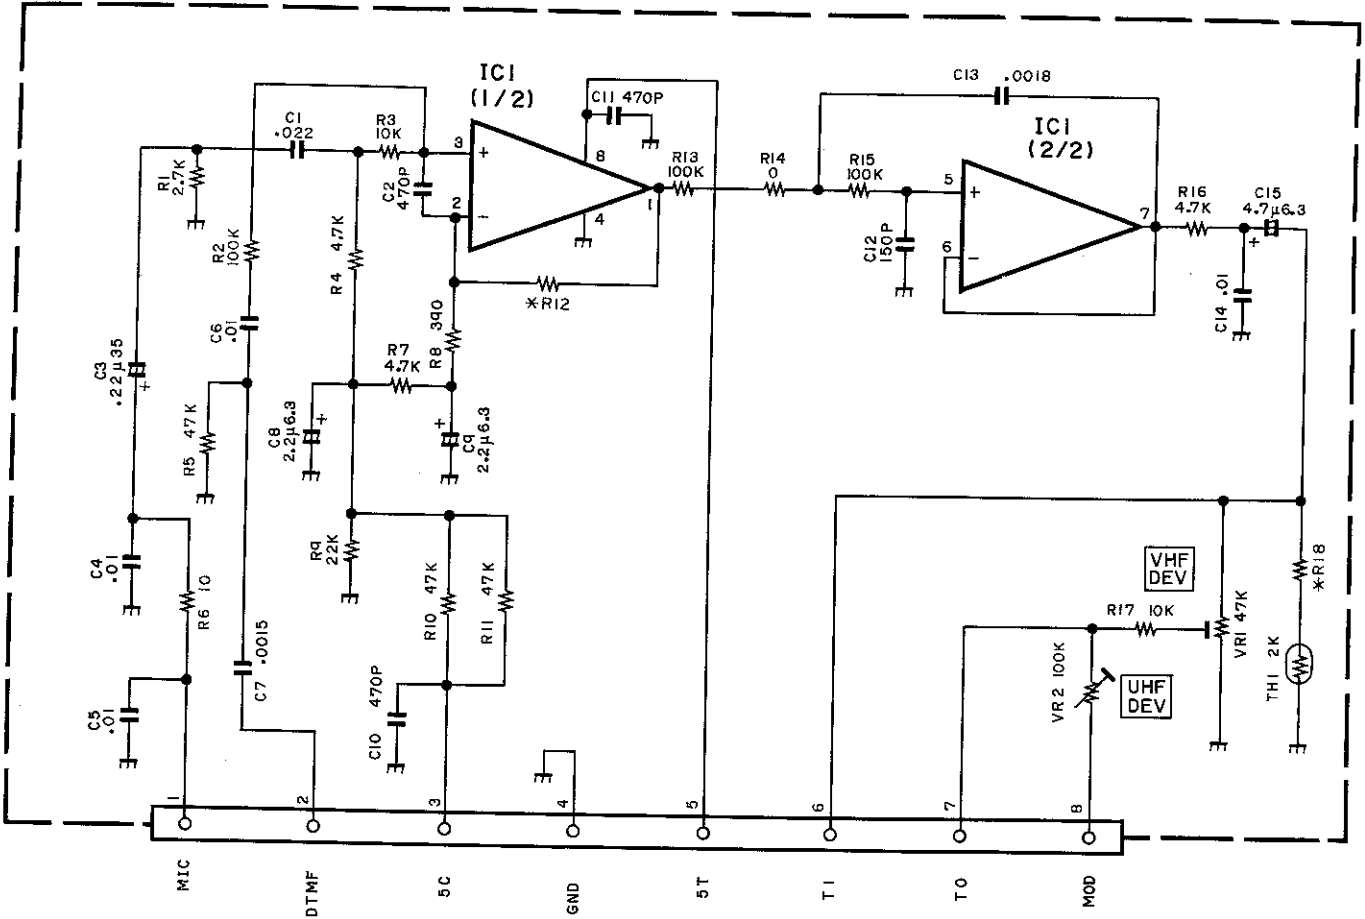 IC1
(1/2)
C11 470P
C13 .0018
IC1
(2/2)
C1
.022
R3
10K
3
+
8
R13
100K
R14
0
R15
100K
5
+
R1
2.7K
C2
470P
2
−
4
1
C12
150P
6
−
7
R16
4.7K
C15
4.7µ6.3
+
R2
100K
R4 4.7K
*R12
C14 .01
C3
.22µ35
+
C6
.01
R8 390
R7
4.7K
R5 47K
C8
2.2µ6.3
+
+
C9
2.2µ6.3
C4
.01
R6 10
R9
22K
R10 47K
R11 47K
VHF
DEV
*R18
R17 10K
VR1 47K
C5
.01
C7 .0015
C10 470P
VR2 100K
UHF
DEV
TH1 2K
1
2
3
4
5
6
7
8
MIC
DTMF
5C
GND
5T
TI
TO
MOD